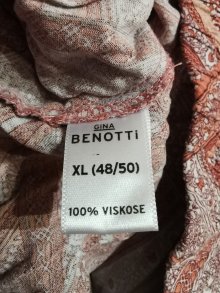 GINA
BENOTTi
XL (48/50)
100% VISKOSE